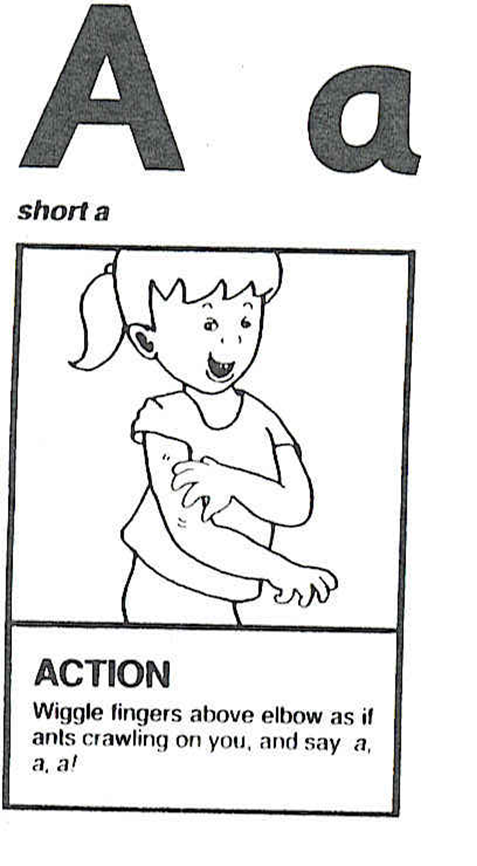 A a
short a
ACTION
Wiggle fingers above elbow as if
ants crawling on you, and say a,
a, a!